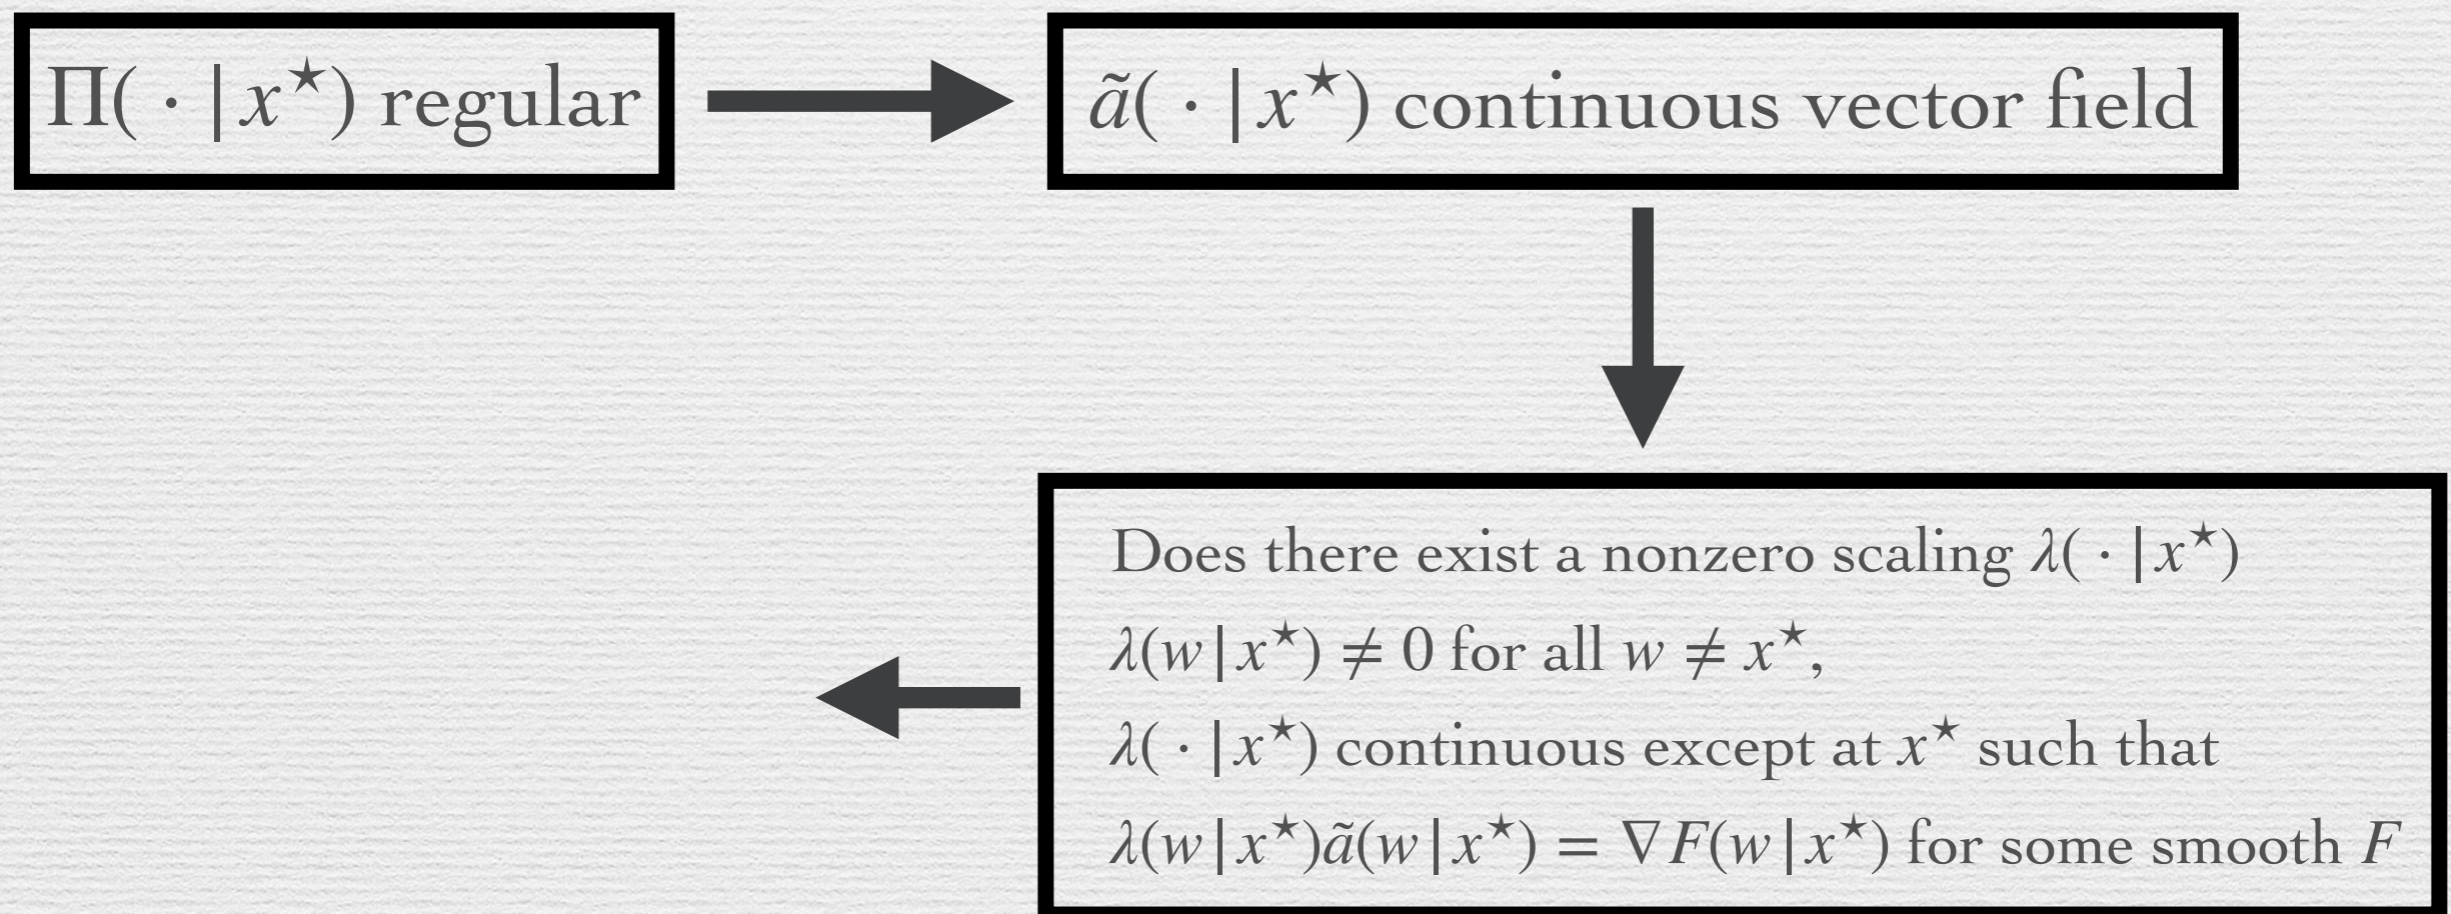 Π( · | x⋆) regular
ã( · | x⋆) continuous vector field
Does there exist a nonzero scaling λ( · | x⋆)
λ(w | x⋆) ≠ 0 for all w ≠ x⋆,
λ( · | x⋆) continuous except at x⋆ such that
λ(w | x⋆)ã(w | x⋆) = ∇F(w | x⋆) for some smooth F